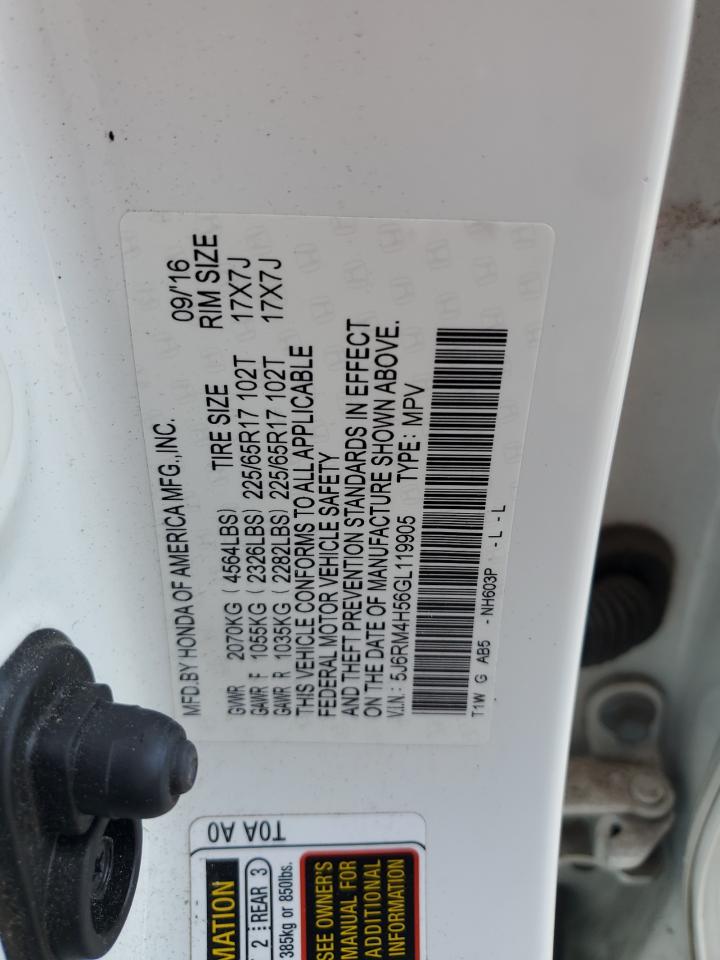 MFD.BY HONDA OF AMERICA MFG.,INC. 09/'16
TIRE SIZE RIM SIZE
GVWR 2070KG (4564LBS)
GAWR F 1055KG (2326LBS) 225/65R17 102T 17X7J
GAWR R 1035KG (2282LBS) 225/65R17 102T 17X7J
THIS VEHICLE CONFORMS TO ALL APPLICABLE
FEDERAL MOTOR VEHICLE SAFETY
AND THEFT PREVENTION STANDARDS IN EFFECT
ON THE DATE OF MANUFACTURE SHOWN ABOVE.
V.I.N : 5J6RM4H56GL119905 TYPE : MPV
T1W G AB5 - NH603P - L - L
T0A A0
MATION
2 REAR 3
385kg or 850lbs.
SEE OWNER'S
MANUAL FOR
ADDITIONAL
INFORMATION